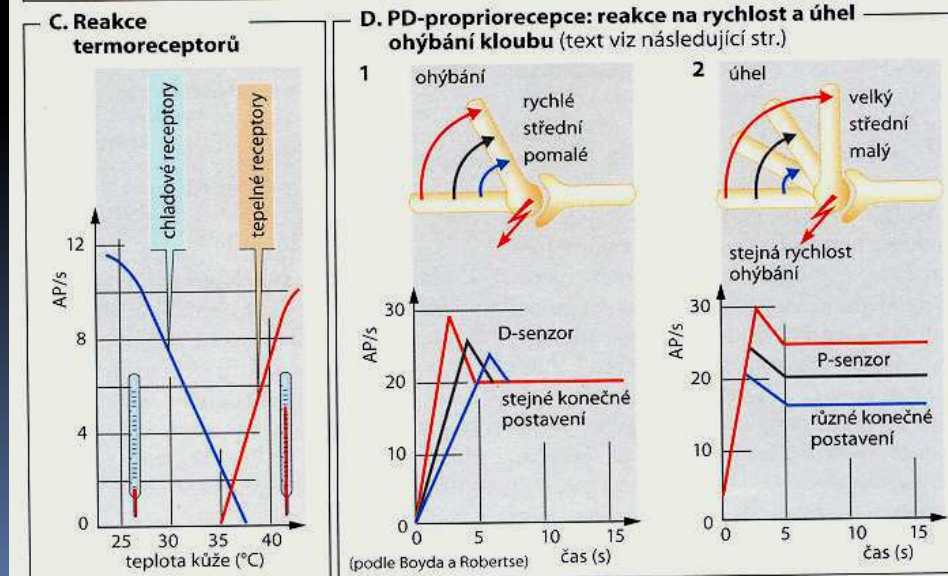 C. Reakce
termoreceptorů
chladové receptory
tepelné receptory
AP/s
12
8
4
0
25
30
35
40
teplota kůže (°C)
D. PD-propriorecepce: reakce na rychlost a úhel
ohýbání kloubu (text viz následující str.)
1
ohýbání
rychlé
střední
pomalé
AP/s
30
20
10
0
D-senzor
stejné konečné
postavení
0
5
10
15
čas (s)
(podle Boyda a Robertse)
2
úhel
velký
střední
malý
stejná rychlost
ohýbání
AP/s
30
20
10
0
P-senzor
různé konečné
postavení
0
5
10
15
čas (s)